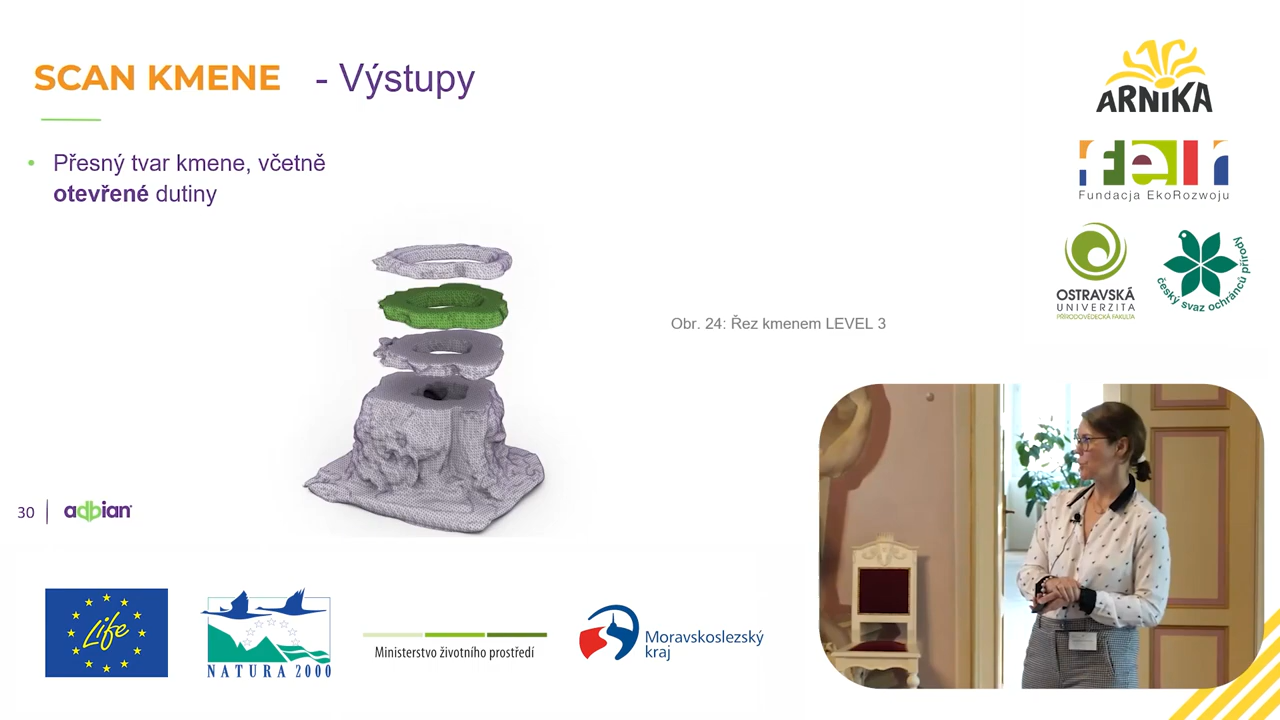 SCAN KMENE - Výstupy
• Přesný tvar kmene, včetně
otevřené dutiny
Obr. 24: Řez kmenem LEVEL 3
30 adbian
ARNIKA
feh
Fundacja EkoRozwoju
OSTRAVSKÁ
UNIVERZITA
PŘÍRODOVĚDECKÁ FAKULTA
český svaz ochránců přírody
Life
NATURA 2000
Ministerstvo životního prostředí
Moravskoslezský
kraj